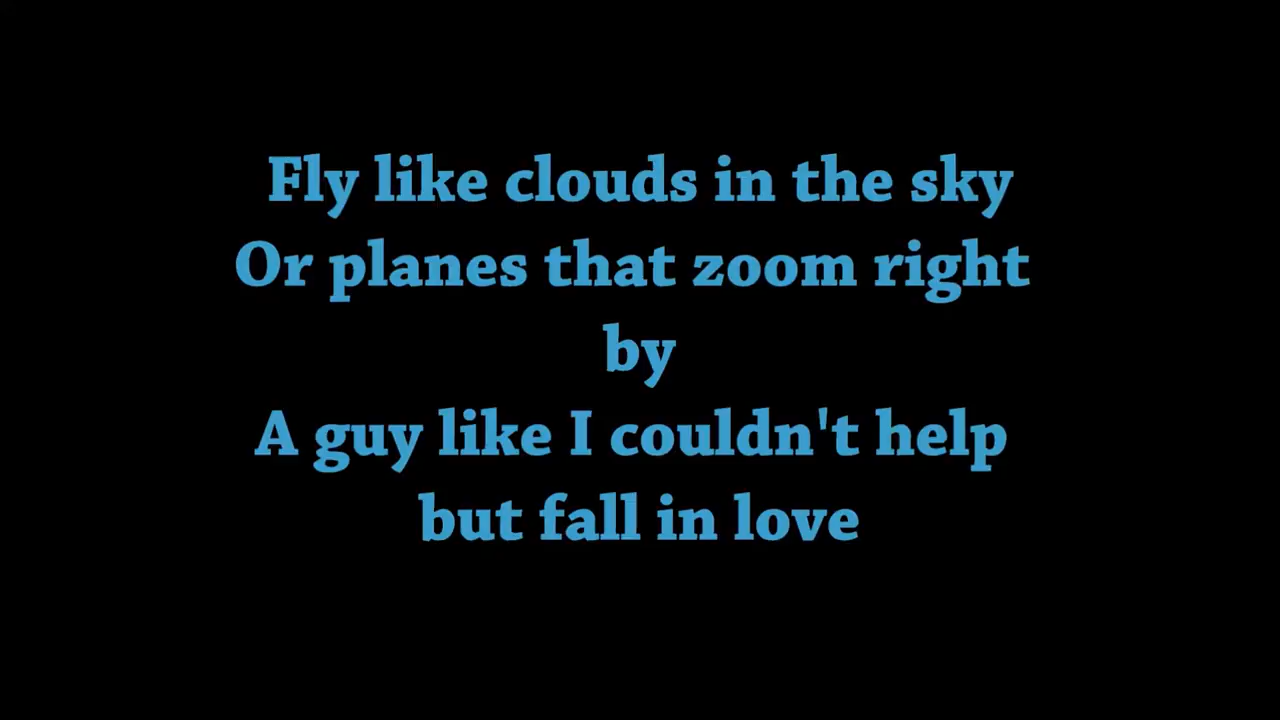 Fly like clouds in the sky
Or planes that zoom right
by
A guy like I couldn't help
but fall in love